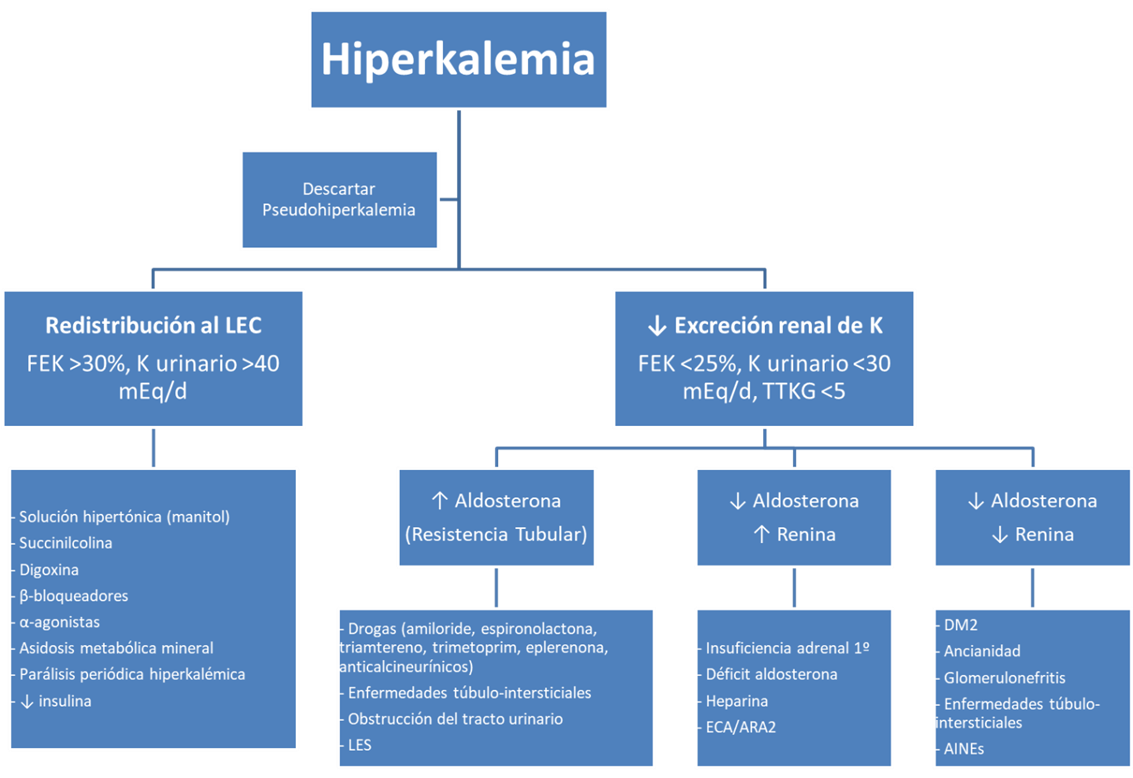 Hiperkalemia
Descartar
Pseudohiperkalemia
Redistribución al LEC
FEK >30%, K urinario >40
mEq/d
↓ Excreción renal de K
FEK <25%, K urinario <30
mEq/d, TTKG <5
- Solución hipertónica (manitol)
- Succinilcolina
- Digoxina
- β-bloqueadores
- α-agonistas
- Asidosis metabólica mineral
- Parálisis periódica hiperkalémica
- ↓ insulina
↑ Aldosterona
(Resistencia Tubular)
- Drogas (amiloride, espironolactona,
triamtereno, trimetoprim, eplerenona,
anticalcineurínicos)
- Enfermedades túbulo-intersticiales
- Obstrucción del tracto urinario
- LES
↓ Aldosterona
↑ Renina
- Insuficiencia adrenal 1º
- Déficit aldosterona
- Heparina
- ECA/ARA2
↓ Aldosterona
↓ Renina
- DM2
- Ancianidad
- Glomerulonefritis
- Enfermedades túbulo-
intersticiales
- AINEs